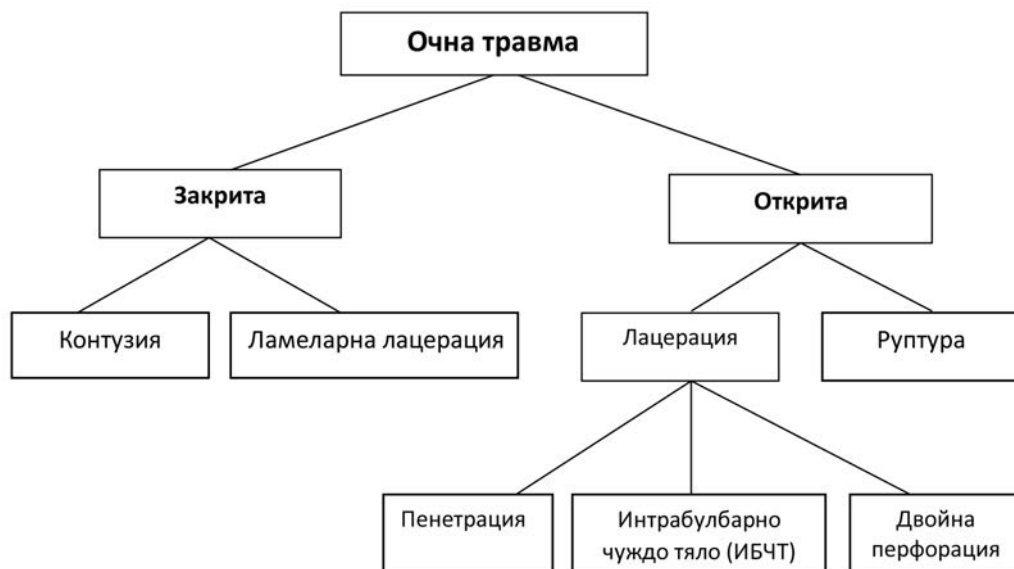 Очна травма
Закрита
Открита
Контузия
Ламеларна лацерация
Лацерация
Руптура
Пенетрация
Интрабулбарно
чуждо тяло (ИБЧТ)
Двойна
перфорация